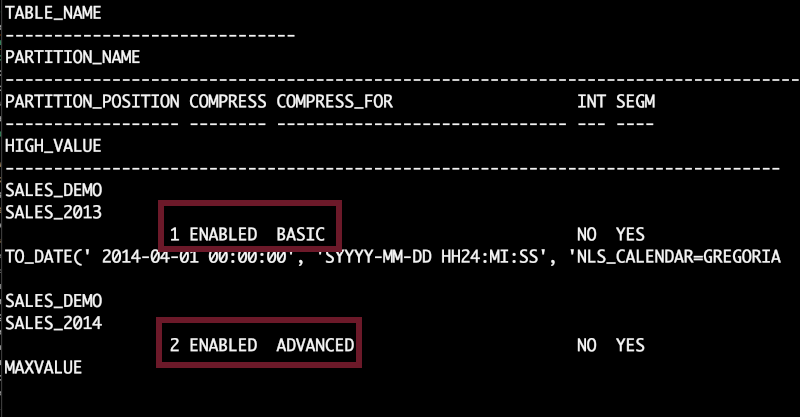 TABLE_NAME
------------------------------
PARTITION_NAME
--------------------------------------------------------------------------------
PARTITION_POSITION COMPRESS COMPRESS_FOR                   INT SEGM
------------------ -------- ------------------------------ --- ----
HIGH_VALUE
--------------------------------------------------------------------------------
SALES_DEMO
SALES_2013
                 1 ENABLED  BASIC                          NO  YES
TO_DATE(' 2014-04-01 00:00:00', 'SYYYY-MM-DD HH24:MI:SS', 'NLS_CALENDAR=GREGORIA
SALES_DEMO
SALES_2014
                 2 ENABLED  ADVANCED                       NO  YES
MAXVALUE